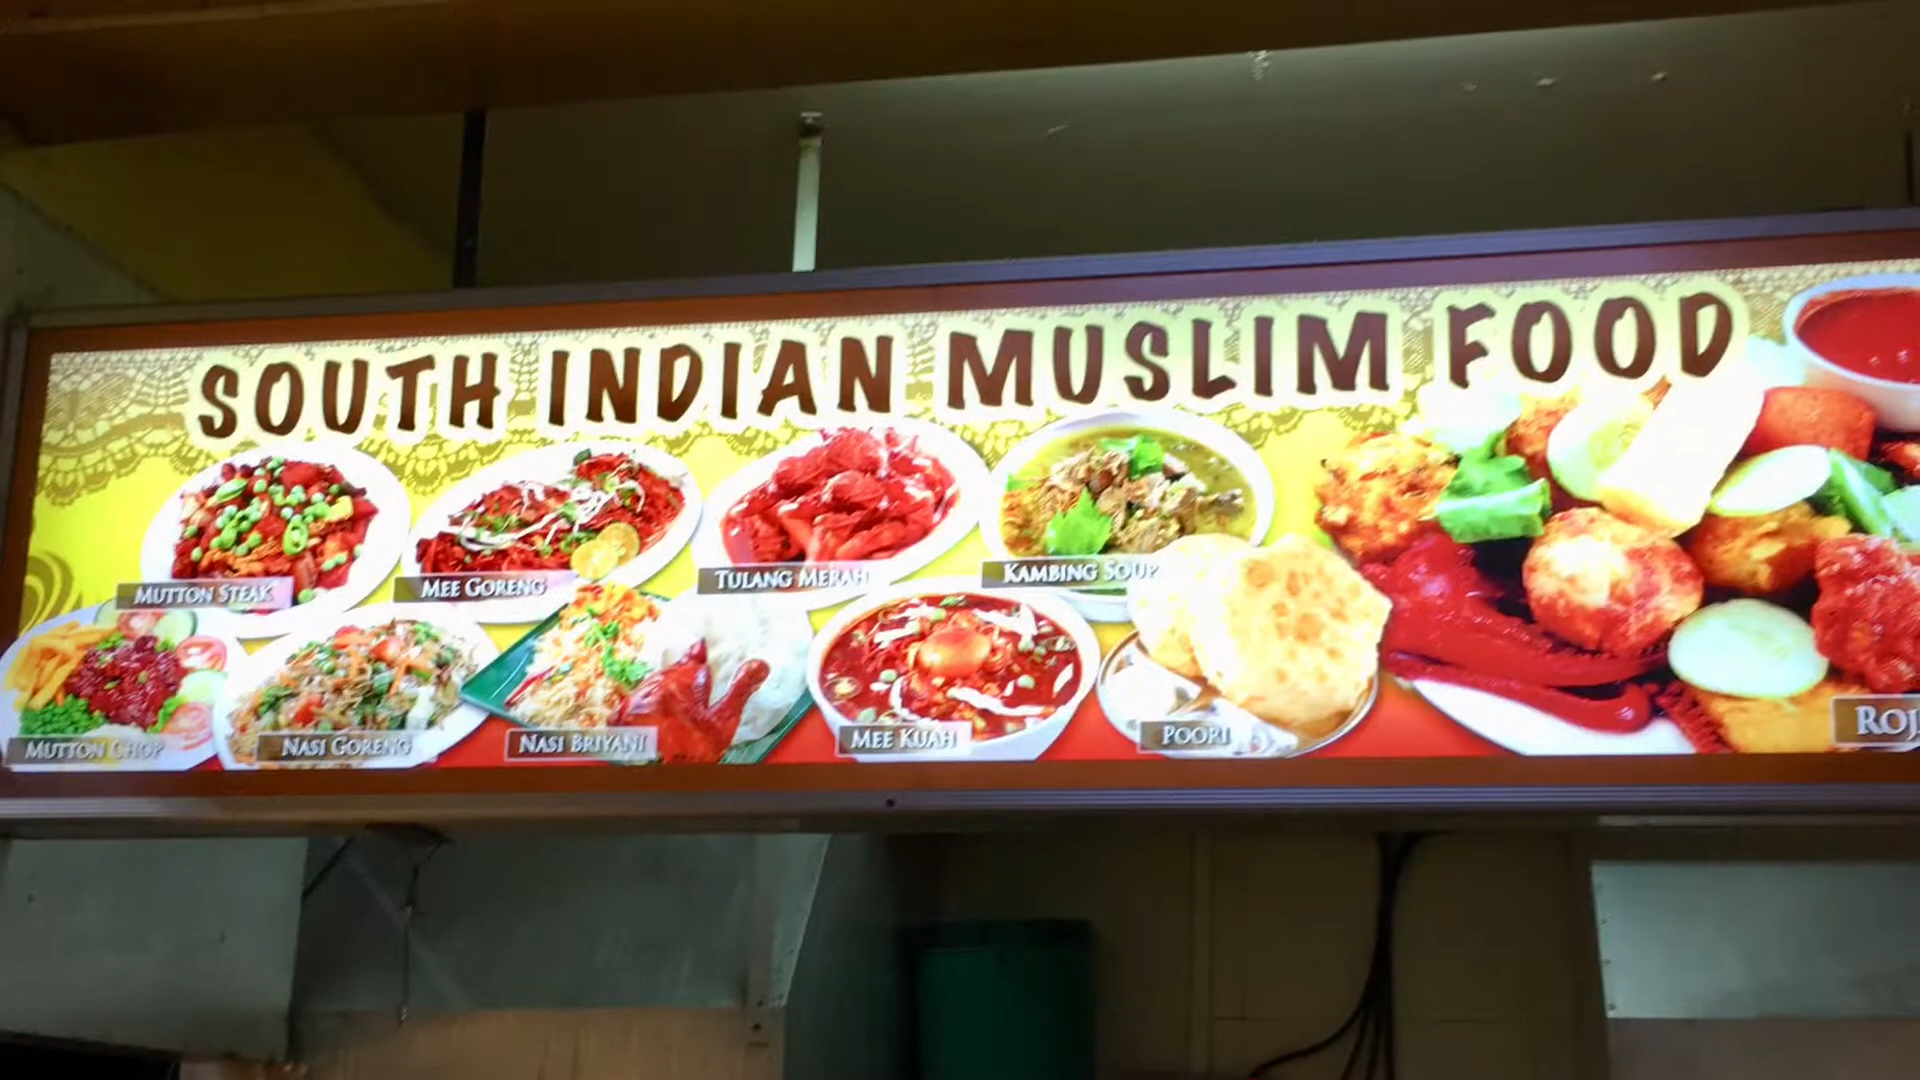 SOUTH INDIAN MUSLIM FOOD
MUTTON STEAK
MEE GORENG
TULANG MERAH
KAMBING SOUP
MUTTON CHOP
NASI GORENG
NASI BRIYANI
MEE KUAH
POORI